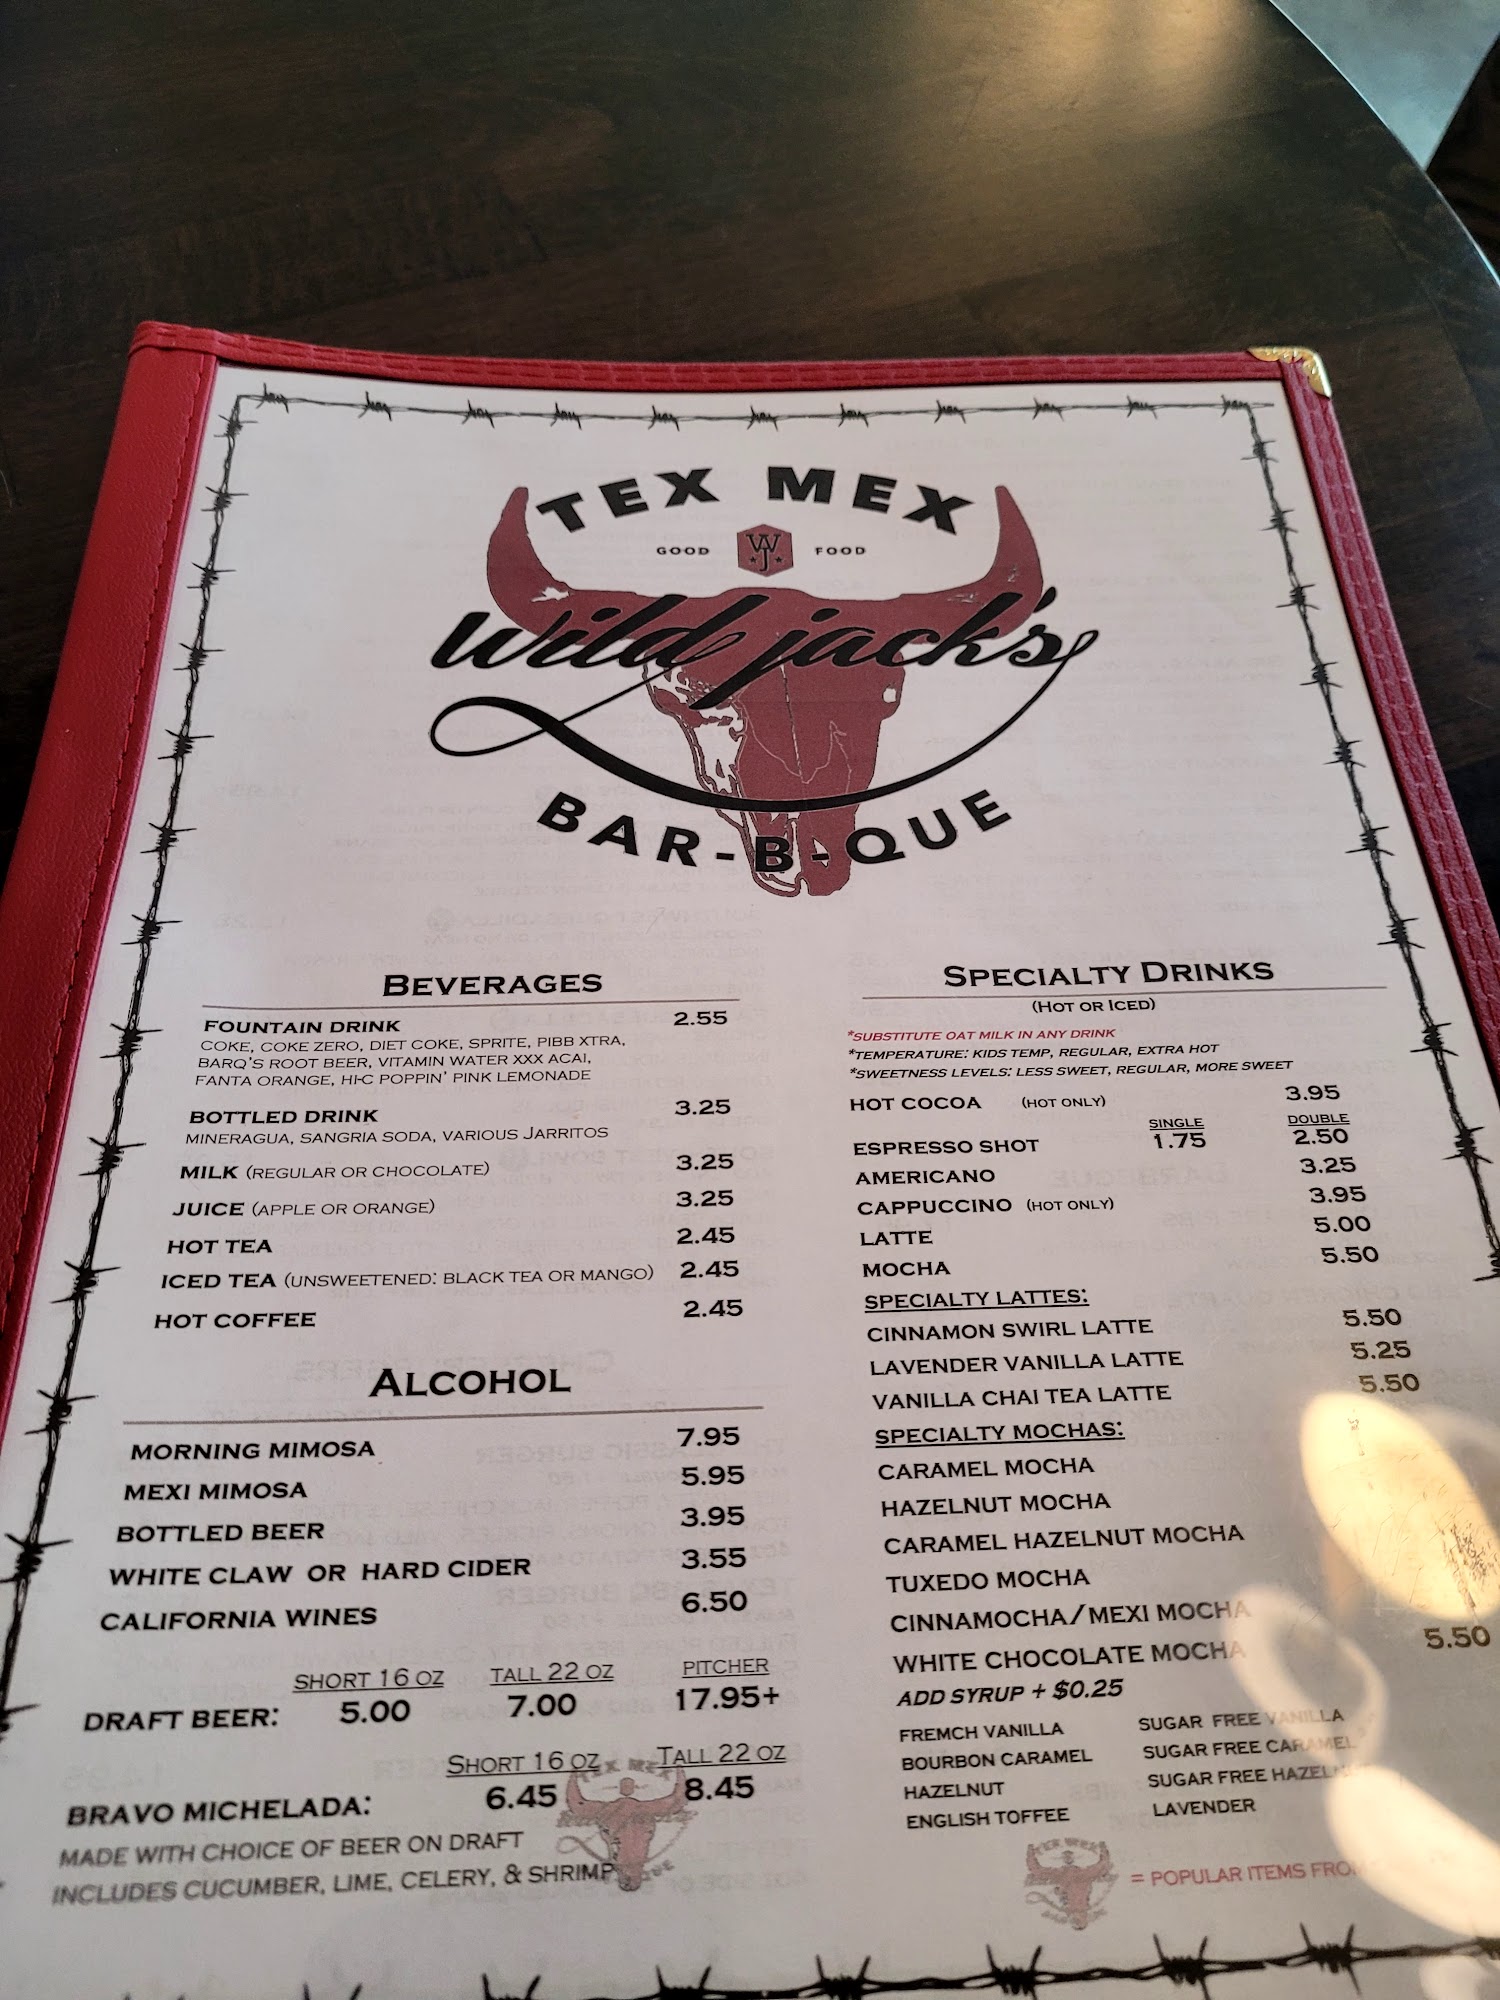 TEX MEX
GOOD WJ FOOD
Wild Jack's
BAR-B-QUE
BEVERAGES
FOUNTAIN DRINK 2.55
COKE, COKE ZERO, DIET COKE, SPRITE, PIBB XTRA,
BARQ'S ROOT BEER, VITAMIN WATER XXX ACAI,
FANTA ORANGE, HI-C POPPIN' PINK LEMONADE
BOTTLED DRINK 3.25
MINERAGUA, SANGRIA SODA, VARIOUS JARRITOS
MILK (REGULAR OR CHOCOLATE) 3.25
JUICE (APPLE OR ORANGE) 3.25
HOT TEA 2.45
ICED TEA (UNSWEETENED: BLACK TEA OR MANGO) 2.45
HOT COFFEE 2.45
ALCOHOL
MORNING MIMOSA 7.95
MEXI MIMOSA 5.95
BOTTLED BEER 3.95
WHITE CLAW OR HARD CIDER 3.55
CALIFORNIA WINES 6.50
SHORT 16 OZ TALL 22 OZ PITCHER
DRAFT BEER: 5.00 7.00 17.95+
SHORT 16 OZ TALL 22 OZ
BRAVO MICHELADA: 6.45 8.45
MADE WITH CHOICE OF BEER ON DRAFT
INCLUDES CUCUMBER, LIME, CELERY, & SHRIMP
SPECIALTY DRINKS
(HOT OR ICED)
*SUBSTITUTE OAT MILK IN ANY DRINK
*TEMPERATURE: KIDS TEMP, REGULAR, EXTRA HOT
*SWEETNESS LEVELS: LESS SWEET, REGULAR, MORE SWEET
HOT COCOA (HOT ONLY) 3.95
SINGLE DOUBLE
ESPRESSO SHOT 1.75 2.50
AMERICANO 3.25
CAPPUCCINO (HOT ONLY) 3.95
LATTE 5.00
MOCHA 5.50
SPECIALTY LATTES:
CINNAMON SWIRL LATTE 5.50
LAVENDER VANILLA LATTE 5.25
VANILLA CHAI TEA LATTE 5.50
SPECIALTY MOCHAS:
CARAMEL MOCHA
HAZELNUT MOCHA
CARAMEL HAZELNUT MOCHA
TUXEDO MOCHA
CINNAMOCHA/MEXI MOCHA
WHITE CHOCOLATE MOCHA 5.50
ADD SYRUP + $0.25
FREMCH VANILLA SUGAR FREE VANILLA
BOURBON CARAMEL SUGAR FREE CARAMEL
HAZELNUT SUGAR FREE
ENGLISH TOFFEE LAVENDER
= POPULAR ITEMS